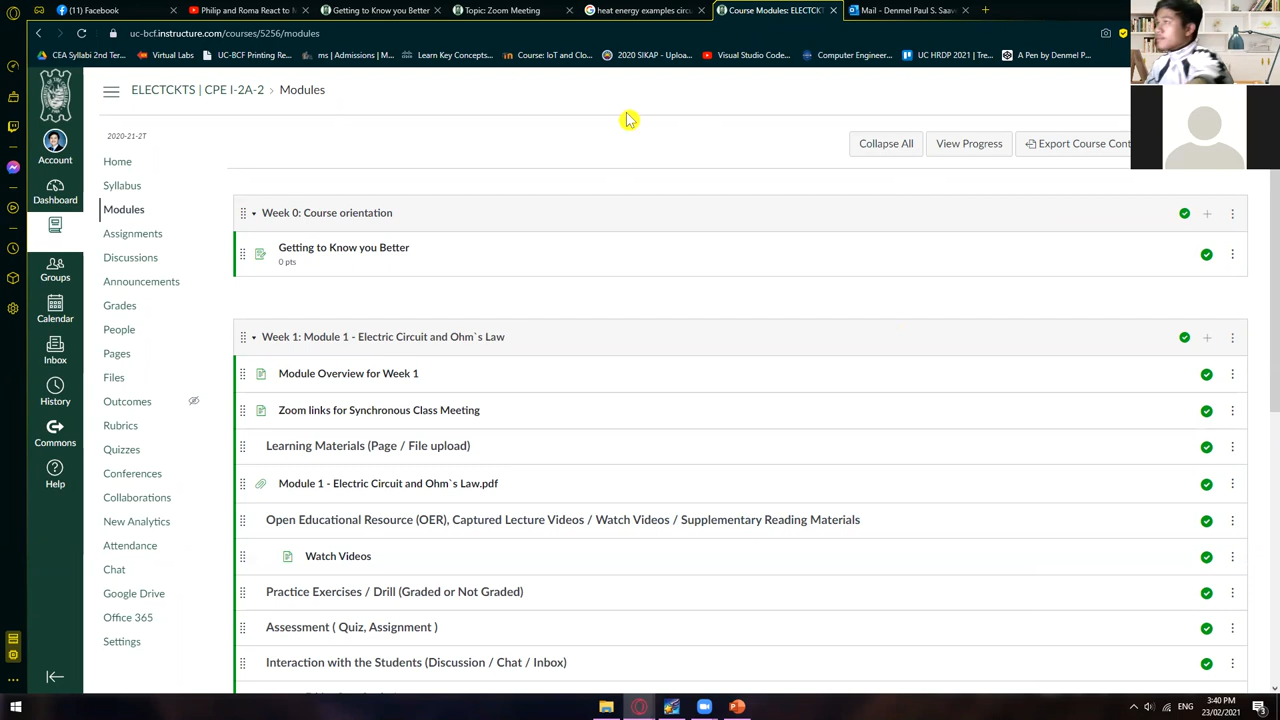 (2) Facebook
Philip and Roma React to M
Getting to Know you Better
Topic: Zoom Meeting
heat energy examples circu
Course Modules: ELECTCKT
Mail - Denmel Paul S. Saave
uc-bcf.instructure.com/courses/5256/modules
CEA Syllabi 2nd Ter...
Virtual Labs
UC-BCF Printing Re...
ms | Admissions | M...
Learn Key Concepts...
Course: IoT and Clo...
2020 SIKAP - Uploa...
Visual Studio Code...
Computer Engineer...
UC HRDP 2021 | Tre...
A Pen by Denmel P...
ELECTCKTS | CPE I-2A-2 › Modules
2020-21-2T
Collapse All
View Progress
Export Course Cont
Account
Dashboard
Groups
Calendar
Inbox
History
Commons
Help
Home
Syllabus
Modules
Assignments
Discussions
Announcements
Grades
People
Pages
Files
Outcomes
Rubrics
Quizzes
Conferences
Collaborations
New Analytics
Attendance
Chat
Google Drive
Office 365
Settings
Week 0: Course orientation
Getting to Know you Better
0 pts
Week 1: Module 1 - Electric Circuit and Ohm`s Law
Module Overview for Week 1
Zoom links for Synchronous Class Meeting
Learning Materials (Page / File upload)
Module 1 - Electric Circuit and Ohm`s Law.pdf
Open Educational Resource (OER), Captured Lecture Videos / Watch Videos / Supplementary Reading Materials
Watch Videos
Practice Exercises / Drill (Graded or Not Graded)
Assessment ( Quiz, Assignment )
Interaction with the Students (Discussion / Chat / Inbox)
ENG
3:40 PM
23/02/2021